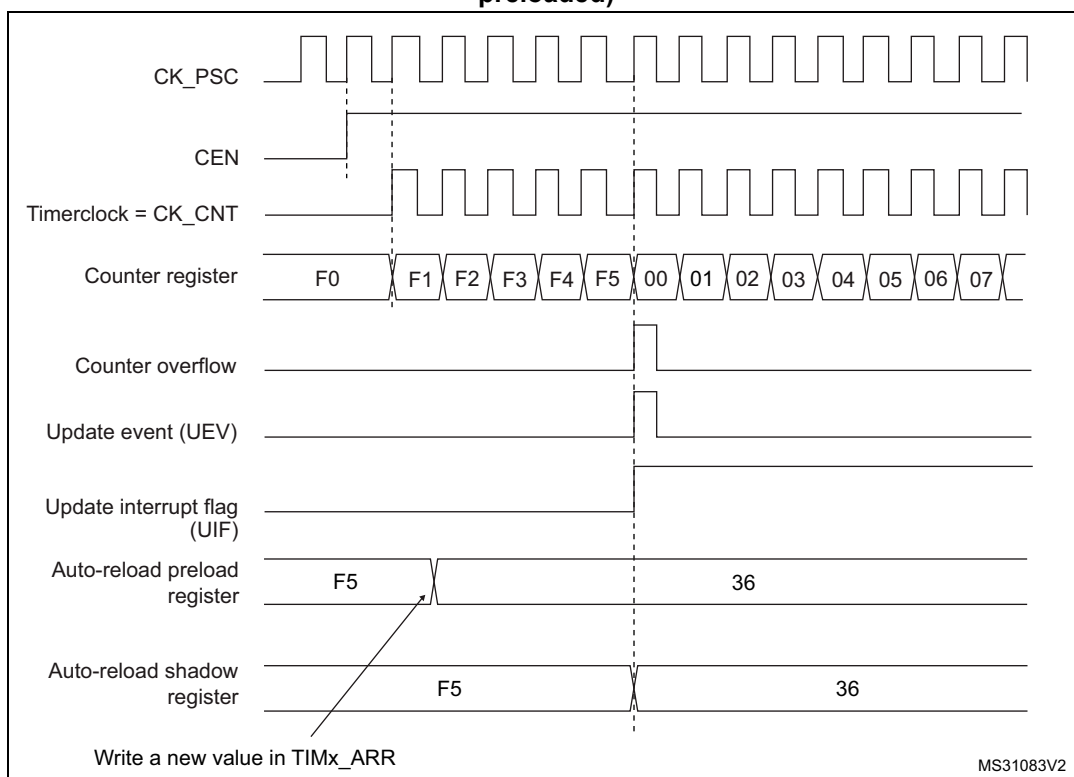 preloaded)
CK_PSC
CEN
Timerclock = CK_CNT
Counter register
F0 F1 F2 F3 F4 F5 00 01 02 03 04 05 06 07
Counter overflow
Update event (UEV)
Update interrupt flag
(UIF)
Auto-reload preload
register
F5 36
Auto-reload shadow
register
F5 36
Write a new value in TIMx_ARR
MS31083V2